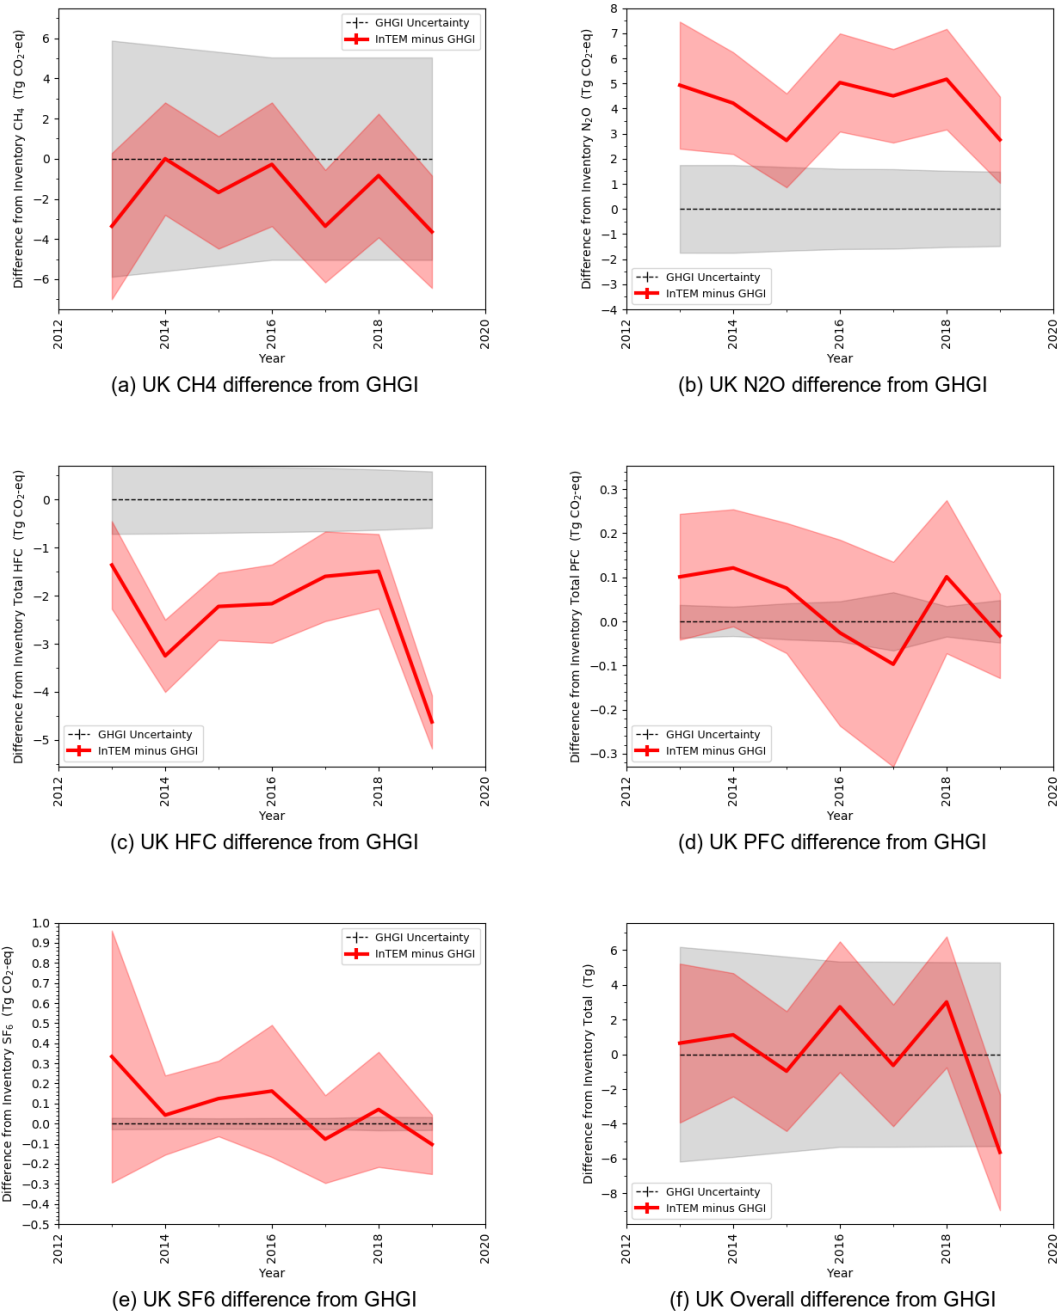 6
4
2
0
−2
−4
−6
Difference from Inventory CH4 (Tg CO2-eq)
GHGI Uncertainty
InTEM minus GHGI
2012
2014
2016
2018
2020
Year
(a) UK CH4 difference from GHGI
8
7
6
5
4
3
2
1
0
−1
−2
−3
−4
Difference from Inventory N2O (Tg CO2-eq)
GHGI Uncertainty
InTEM minus GHGI
2012
2014
2016
2018
2020
Year
(b) UK N2O difference from GHGI
0
−1
−2
−3
−4
−5
Difference from Inventory Total HFC (Tg CO2-eq)
GHGI Uncertainty
InTEM minus GHGI
2012
2014
2016
2018
2020
Year
(c) UK HFC difference from GHGI
0.3
0.2
0.1
0.0
−0.1
−0.2
−0.3
Difference from Inventory Total PFC (Tg CO2-eq)
GHGI Uncertainty
InTEM minus GHGI
2012
2014
2016
2018
2020
Year
(d) UK PFC difference from GHGI
1.0
0.9
0.8
0.7
0.6
0.5
0.4
0.3
0.2
0.1
0.0
−0.1
−0.2
−0.3
−0.4
−0.5
Difference from Inventory SF6 (Tg CO2-eq)
GHGI Uncertainty
InTEM minus GHGI
2012
2014
2016
2018
2020
Year
(e) UK SF6 difference from GHGI
6
4
2
0
−2
−4
−6
−8
Difference from Inventory Total (Tg)
GHGI Uncertainty
InTEM minus GHGI
2012
2014
2016
2018
2020
Year
(f) UK Overall difference from GHGI